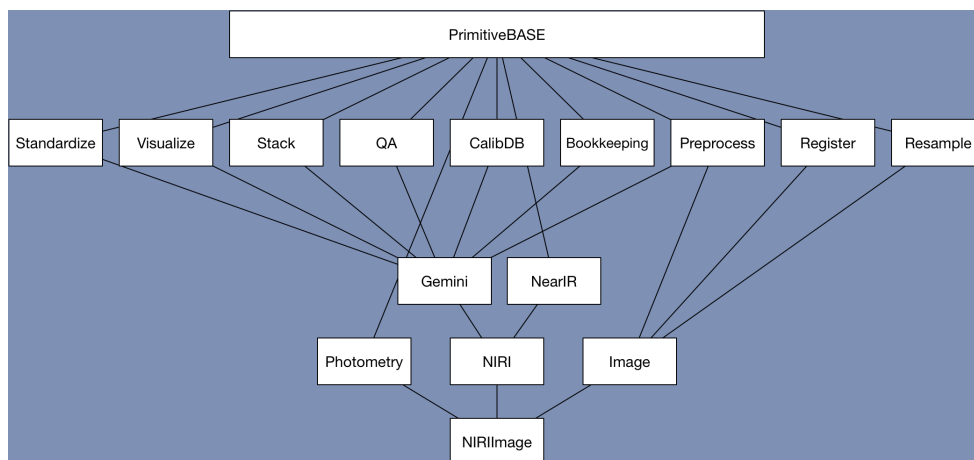 PrimitiveBASE
Standardize
Visualize
Stack
QA
CalibDB
Bookkeeping
Preprocess
Register
Resample
Gemini
NearIR
Photometry
NIRI
Image
NIRIImage